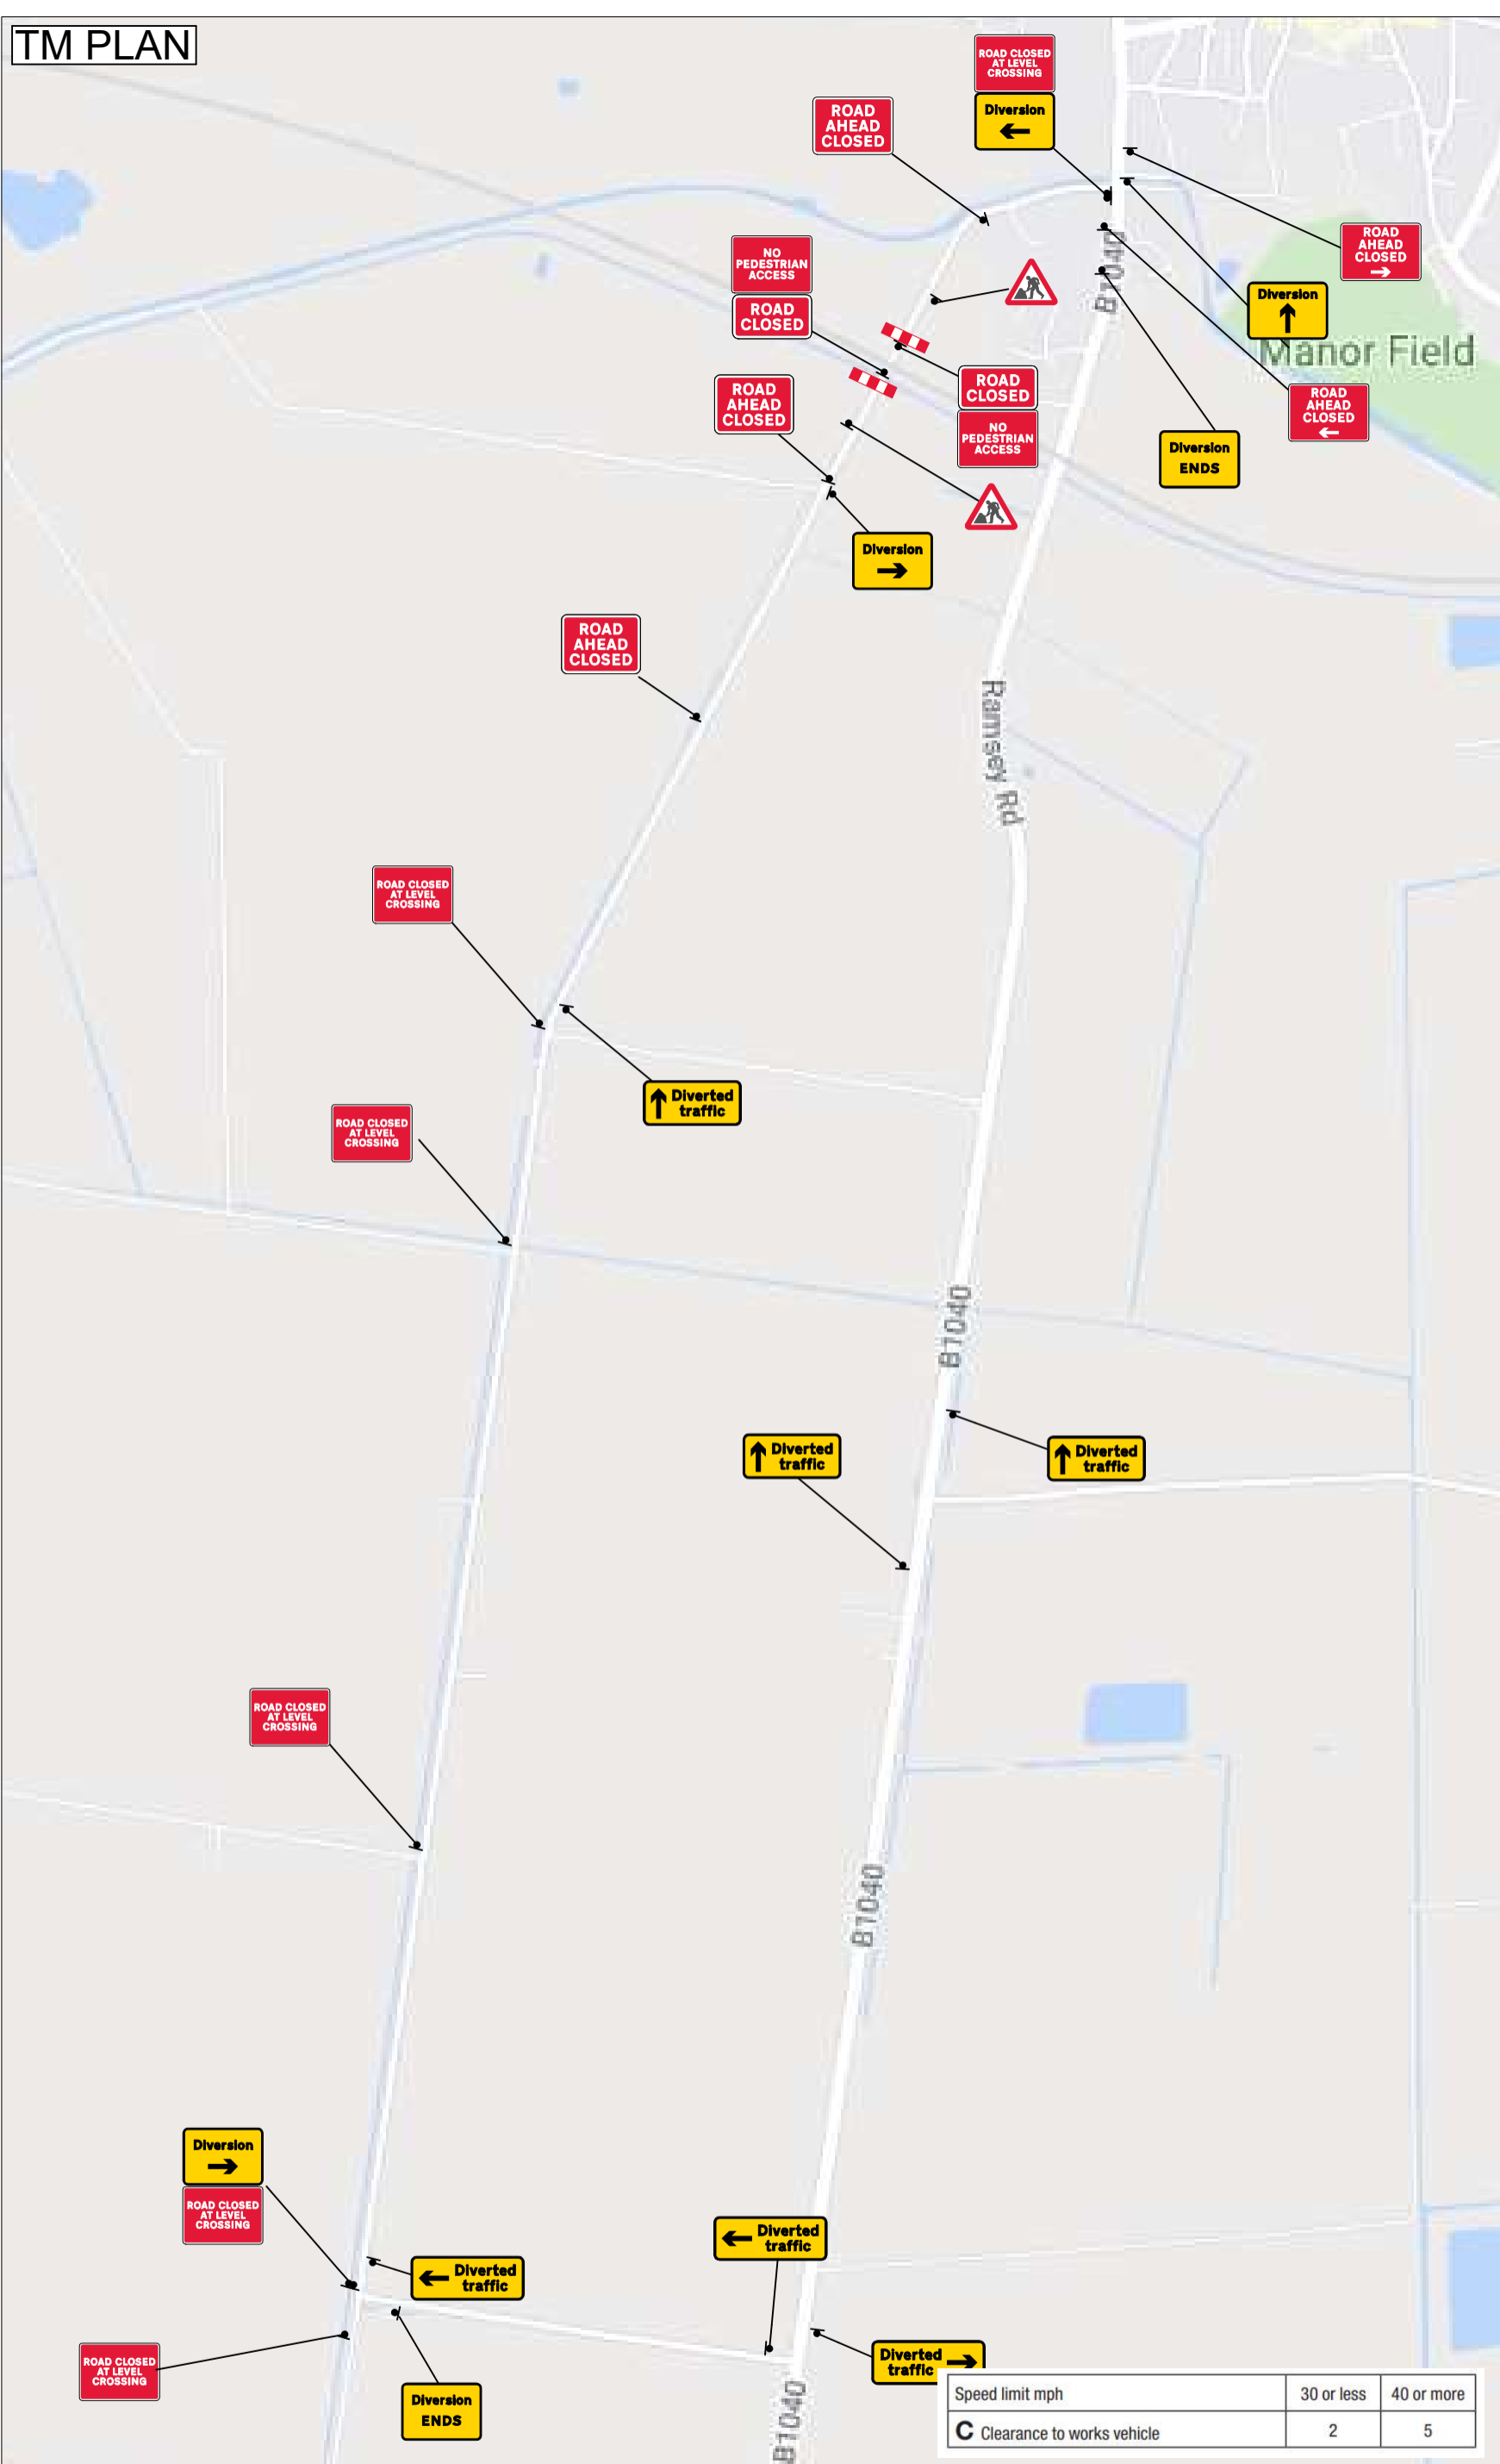 TM PLAN
ROAD CLOSED
AT LEVEL
CROSSING
Diversion
←
ROAD
AHEAD
CLOSED
ROAD
AHEAD
CLOSED
→
NO
PEDESTRIAN
ACCESS
ROAD
CLOSED
B1040
Diversion
↑
Manor Field
ROAD
CLOSED
NO
PEDESTRIAN
ACCESS
ROAD
AHEAD
CLOSED
ROAD
AHEAD
CLOSED
←
Diversion
ENDS
Diversion
→
ROAD
AHEAD
CLOSED
Ramsey Rd
ROAD CLOSED
AT LEVEL
CROSSING
↑ Diverted
traffic
ROAD CLOSED
AT LEVEL
CROSSING
B1040
↑ Diverted
traffic
↑ Diverted
traffic
ROAD CLOSED
AT LEVEL
CROSSING
B1040
Diversion
→
ROAD CLOSED
AT LEVEL
CROSSING
← Diverted
traffic
← Diverted
traffic
ROAD CLOSED
AT LEVEL
CROSSING
Diversion
ENDS
Diverted →
traffic
B1040
Speed limit mph 30 or less 40 or more
C Clearance to works vehicle 2 5